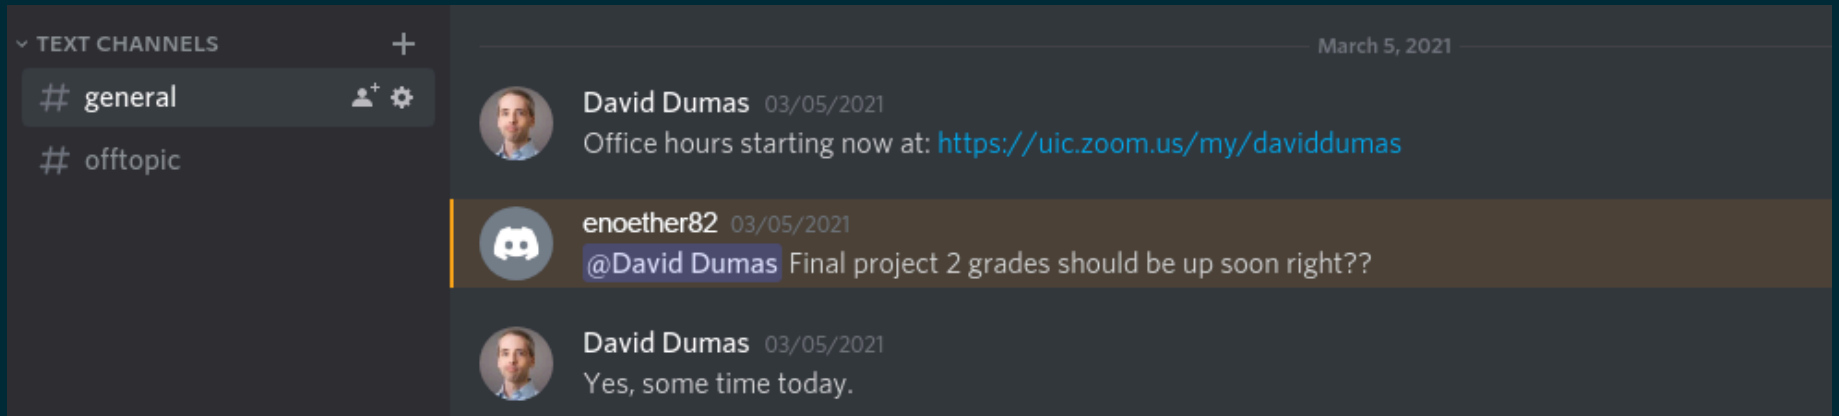 TEXT CHANNELS
# general
# offtopic
March 5, 2021
David Dumas 03/05/2021
Office hours starting now at: https://uic.zoom.us/my/daviddumas
enoether82 03/05/2021
@David Dumas Final project 2 grades should be up soon right??
David Dumas 03/05/2021
Yes, some time today.